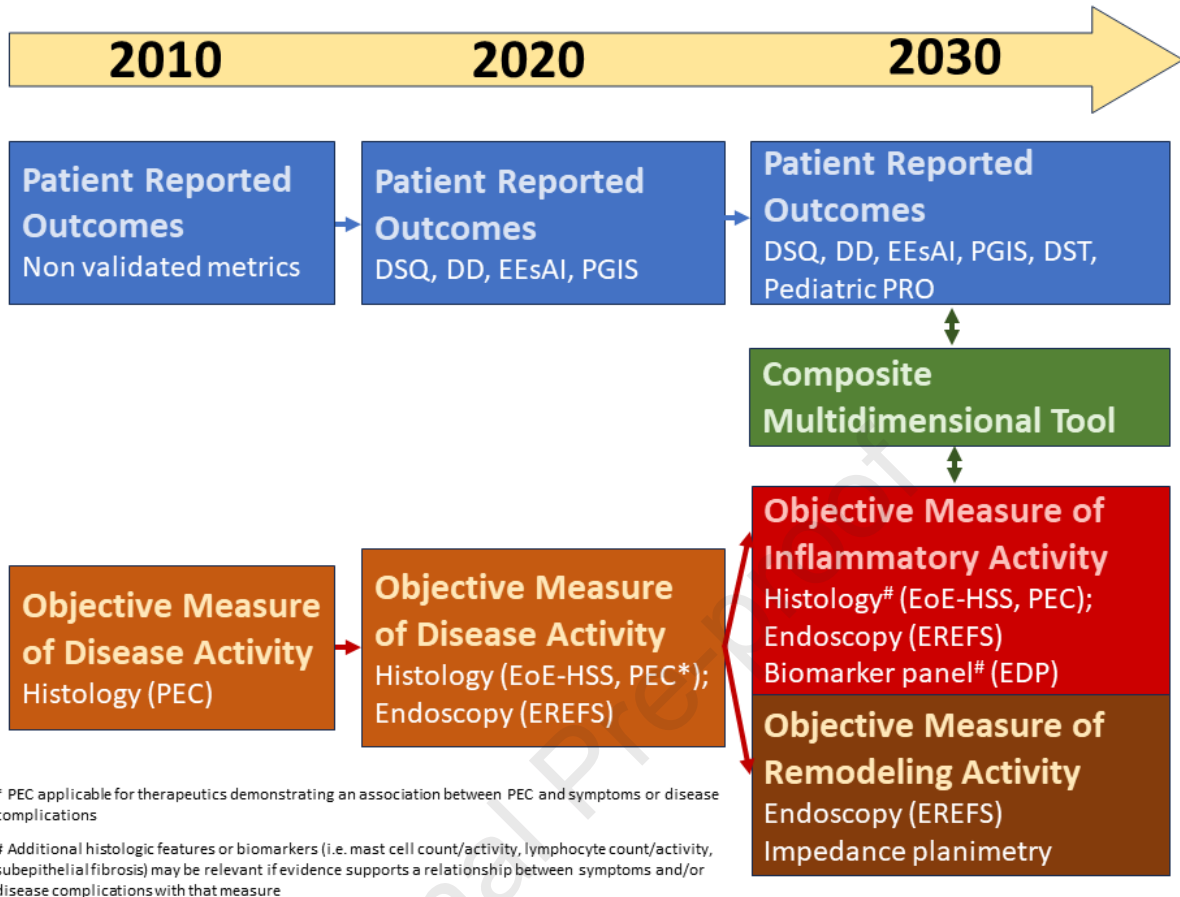 2010 2020 2030
Patient Reported
Outcomes
Non validated metrics
Patient Reported
Outcomes
DSQ, DD, EEsAI, PGIS
Patient Reported
Outcomes
DSQ, DD, EEsAI, PGIS, DST,
Pediatric PRO
Composite
Multidimensional Tool
Objective Measure
of Disease Activity
Histology (PEC)
Objective Measure
of Disease Activity
Histology (EoE-HSS, PEC*);
Endoscopy (EREFS)
Objective Measure of
Inflammatory Activity
Histology# (EoE-HSS, PEC);
Endoscopy (EREFS)
Biomarker panel# (EDP)
Objective Measure of
Remodeling Activity
Endoscopy (EREFS)
Impedance planimetry
* PEC applicable for therapeutics demonstrating an association between PEC and symptoms or disease
complications
# Additional histologic features or biomarkers (i.e. mast cell count/activity, lymphocyte count/activity,
subepithelial fibrosis) may be relevant if evidence supports a relationship between symptoms and/or
disease complications with that measure
nal Pre-proof